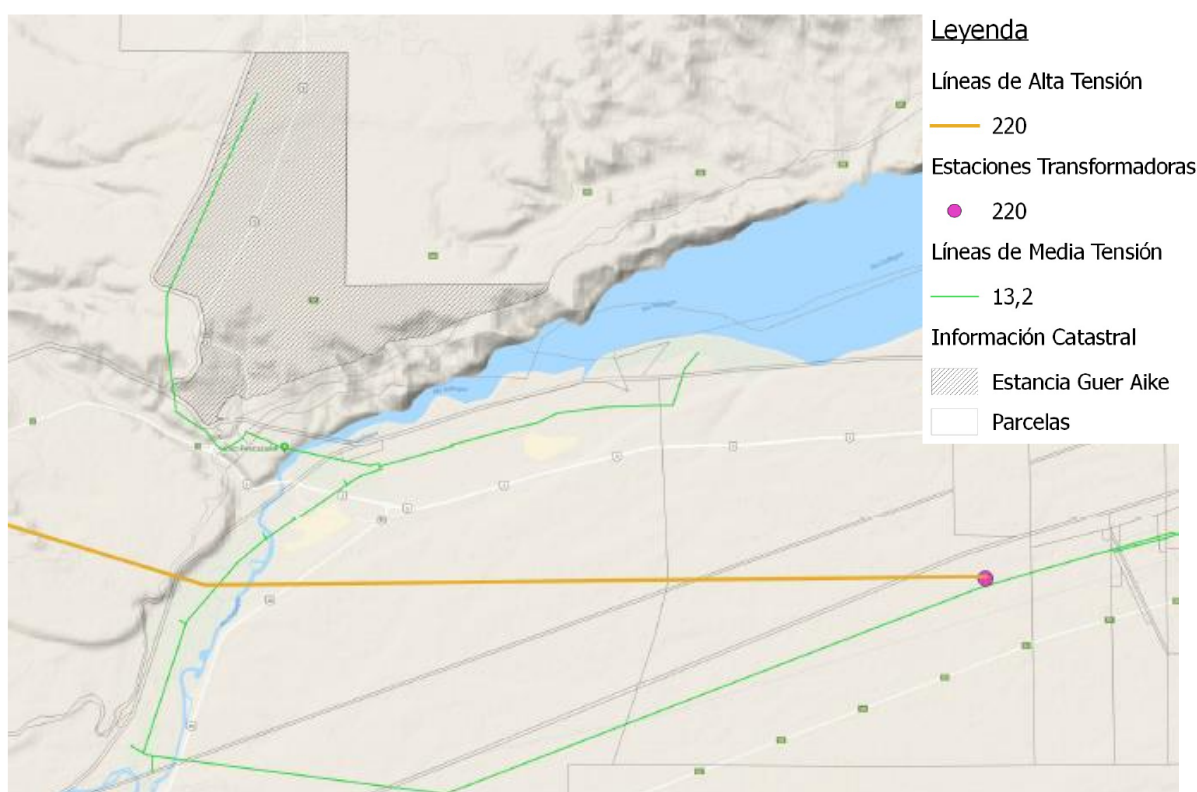 Leyenda
Líneas de Alta Tensión
220
Estaciones Transformadoras
220
Líneas de Media Tensión
13,2
Información Catastral
Estancia Guer Aike
Parcelas